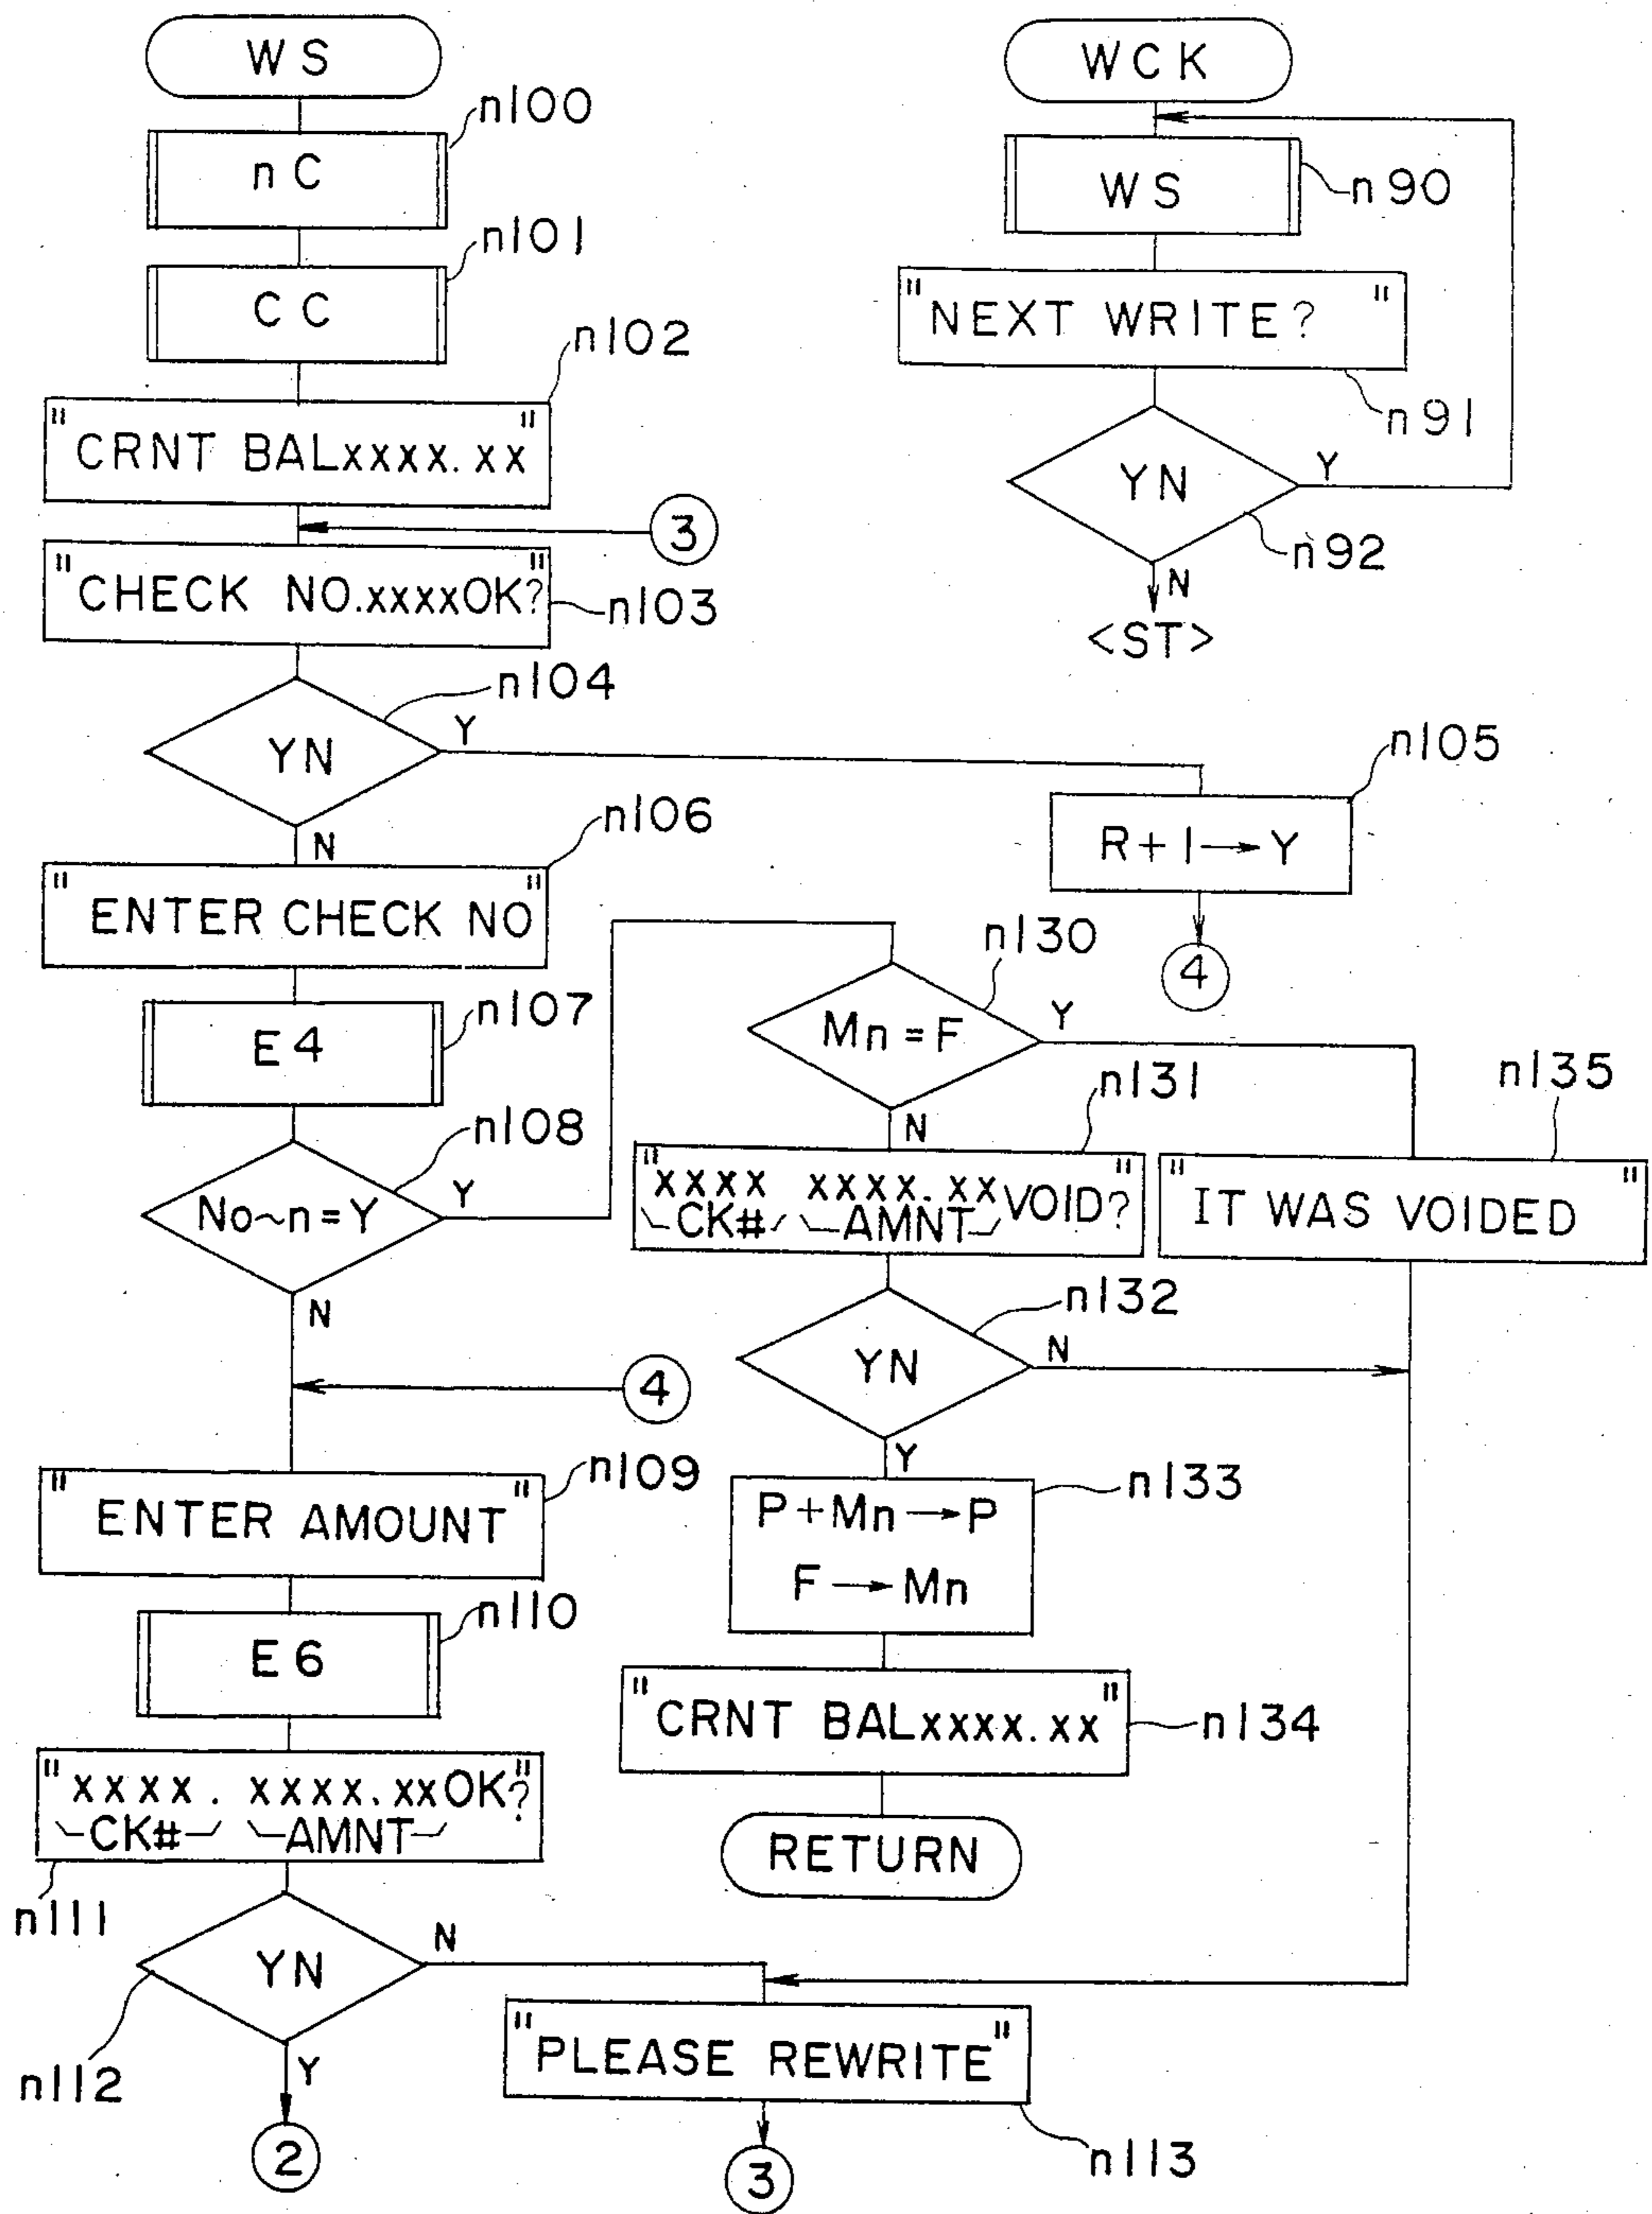 WS
n100
nC
n101
CC
n102
"CRNT BALxxxx.xx"
3
"CHECK NO.xxxxOK?"
n103
n104
YN
Y
N
n105
R+1→Y
4
n106
"ENTER CHECK NO"
n107
E4
n108
No~n=Y
Y
N
4
n109
"ENTER AMOUNT"
n110
E6
"xxxx. xxxx.xxOK?"
CK# AMNT
n111
YN
N
n112
Y
2
WCK
WS
n90
"NEXT WRITE? "
n91
YN
Y
n92
N
<ST>
n130
Mn=F
Y
N
n131
"xxxx xxxx.xxVOID?"
CK# AMNT
n135
"IT WAS VOIDED "
n132
YN
N
Y
n133
P+Mn→P
F→Mn
"CRNT BALxxxx.xx"
n134
RETURN
"PLEASE REWRITE"
n113
3